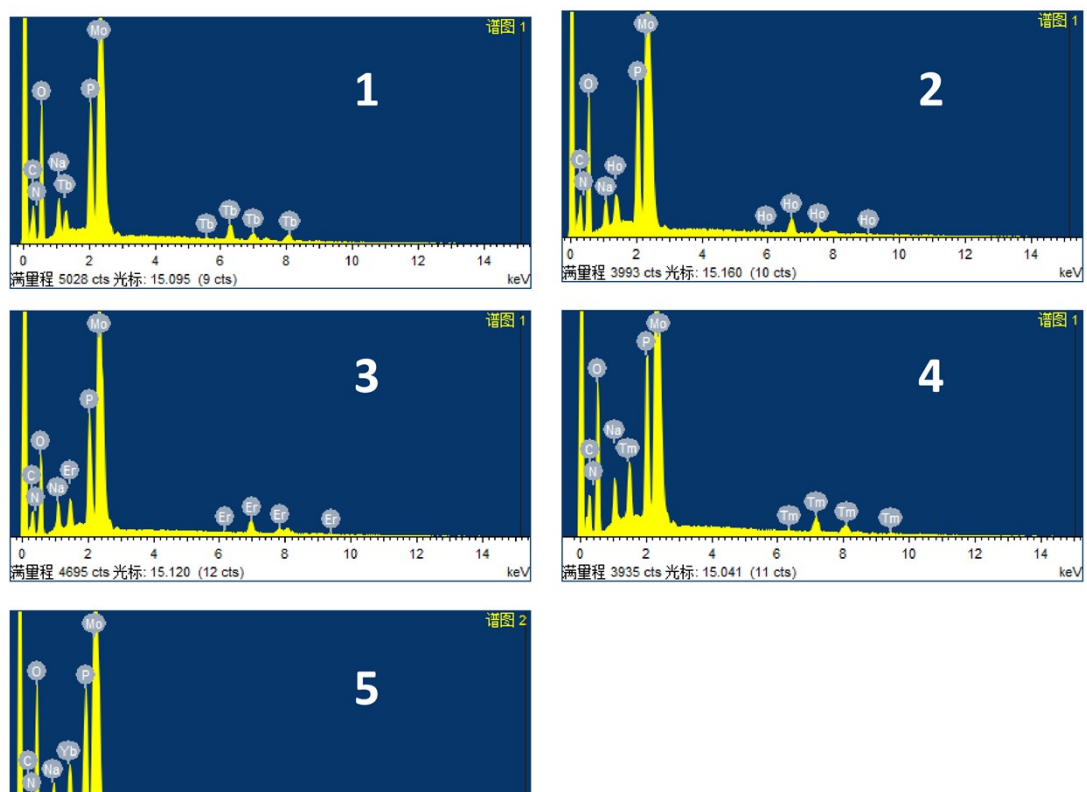 谱图 1
1
Mo
O
P
C
Na
Tb
N
Tb
Tb
Tb
Tb
0 2 4 6 8 10 12 14
满量程 5028 cts 光标: 15.095 (9 cts)
keV
谱图 1
2
Mo
P
O
C
Ho
N
Na
Ho
Ho
Ho
Ho
0 2 4 6 8 10 12 14
满量程 3993 cts 光标: 15.160 (10 cts)
keV
谱图 1
3
Mo
P
O
C
Er
Na
N
Er
Er
Er
Er
0 2 4 6 8 10 12 14
满量程 4695 cts 光标: 15.120 (12 cts)
keV
谱图 1
4
Mo
P
O
Na
C
Tm
N
Tm
Tm
Tm
Tm
0 2 4 6 8 10 12 14
满量程 3935 cts 光标: 15.041 (11 cts)
keV
谱图 2
5
Mo
O
P
Yb
C
Na
N